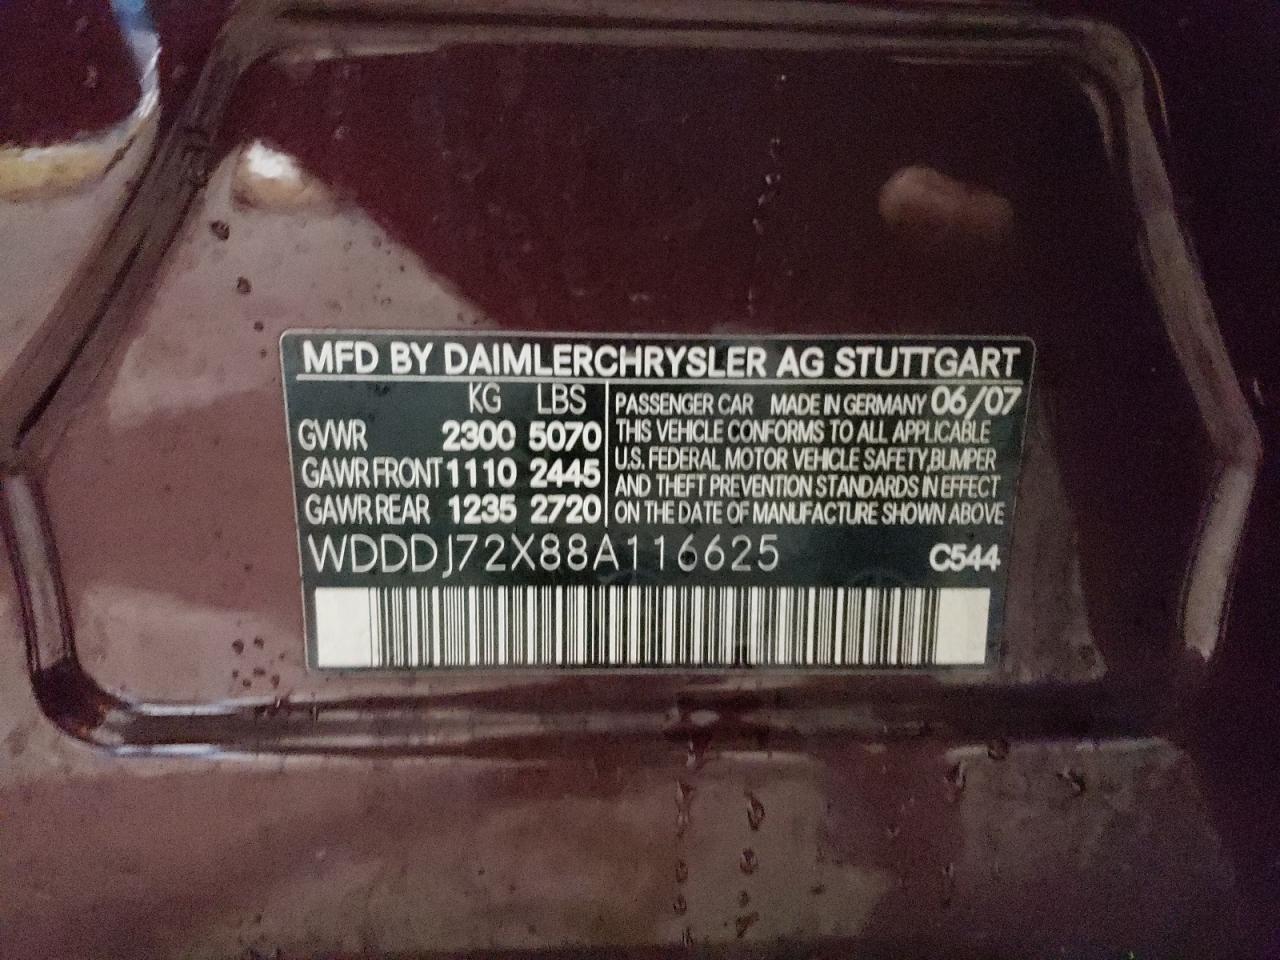 MFD BY DAIMLERCHRYSLER AG STUTTGART
KG LBS
GVWR 2300 5070
GAWR FRONT 1110 2445
GAWR REAR 1235 2720
PASSENGER CAR MADE IN GERMANY 06/07
THIS VEHICLE CONFORMS TO ALL APPLICABLE
U.S. FEDERAL MOTOR VEHICLE SAFETY,BUMPER
AND THEFT PREVENTION STANDARDS IN EFFECT
ON THE DATE OF MANUFACTURE SHOWN ABOVE
WDDDJ72X88A116625 C544